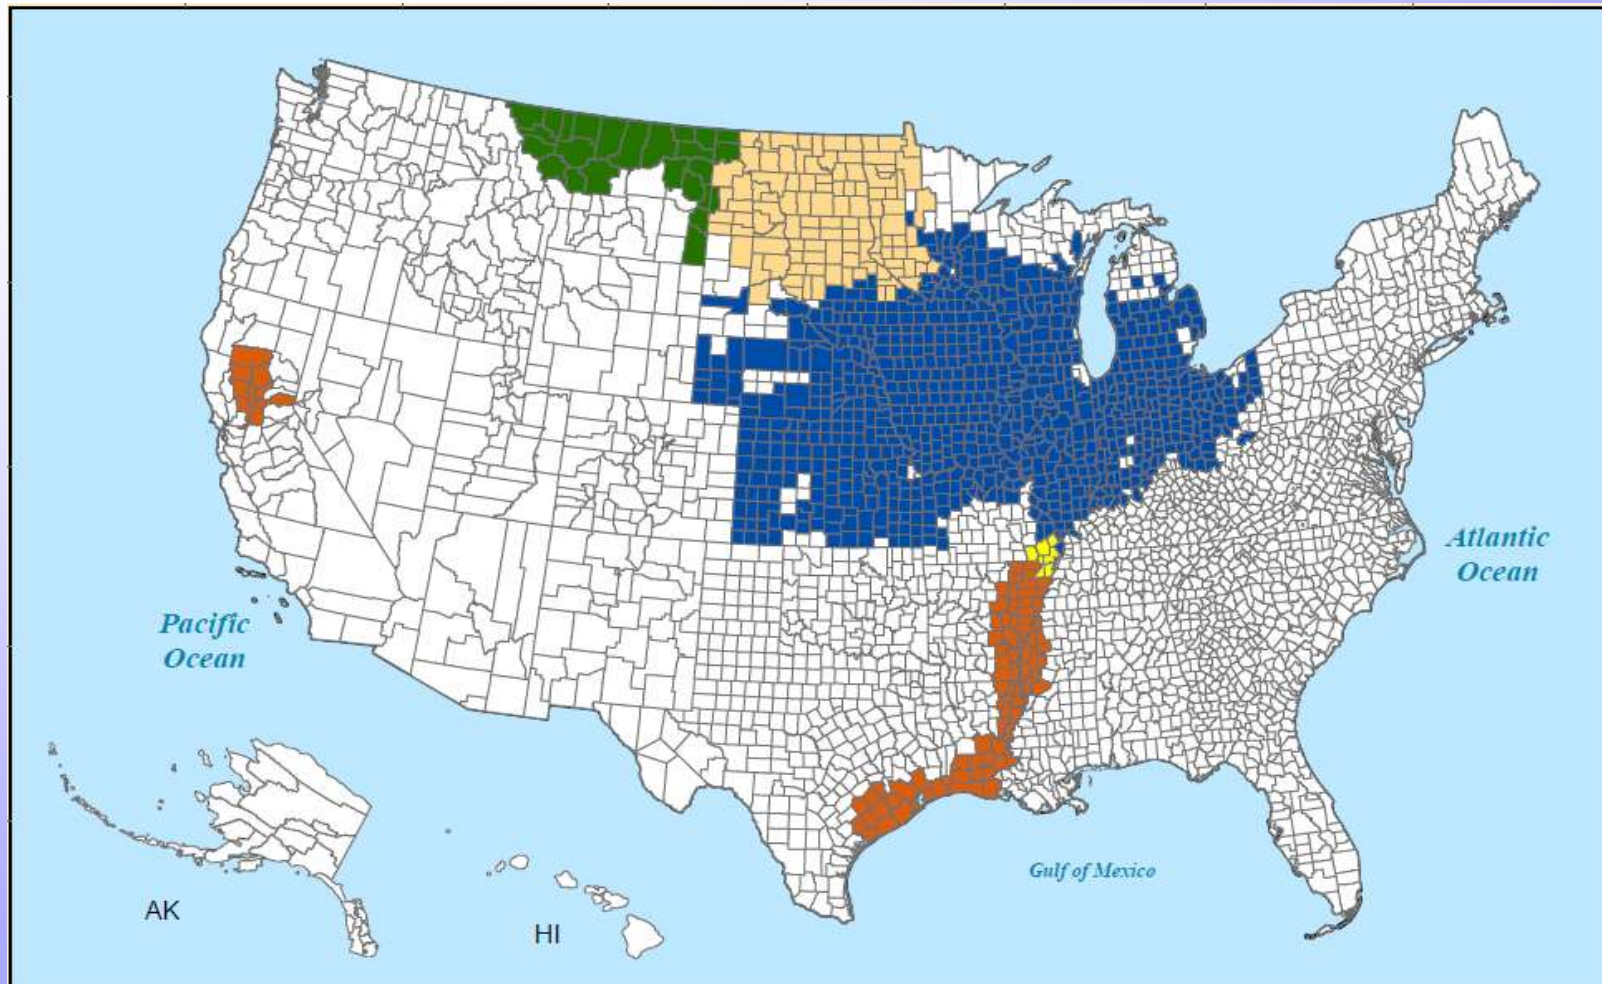 Atlantic
Ocean
Pacific
Ocean
Gulf of Mexico
AK
HI